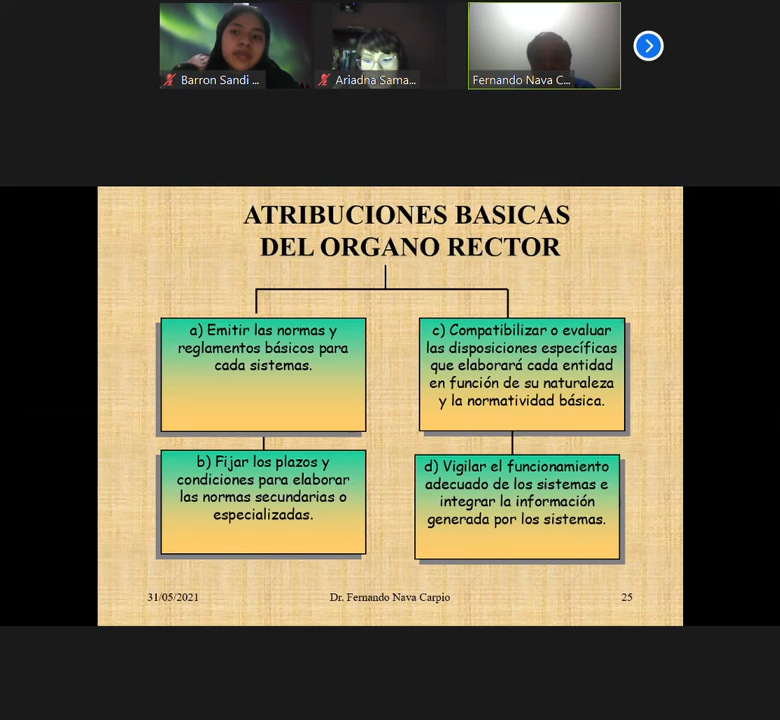 Barron Sandi ...
Ariadna Sama...
Fernando Nava C...
ATRIBUCIONES BASICAS
DEL ORGANO RECTOR
a) Emitir las normas y
reglamentos básicos para
cada sistemas.
b) Fijar los plazos y
condiciones para elaborar
las normas secundarias o
especializadas.
c) Compatibilizar o evaluar
las disposiciones específicas
que elaborará cada entidad
en función de su naturaleza
y la normatividad básica.
d) Vigilar el funcionamiento
adecuado de los sistemas e
integrar la información
generada por los sistemas.
31/05/2021
Dr. Fernando Nava Carpio
25